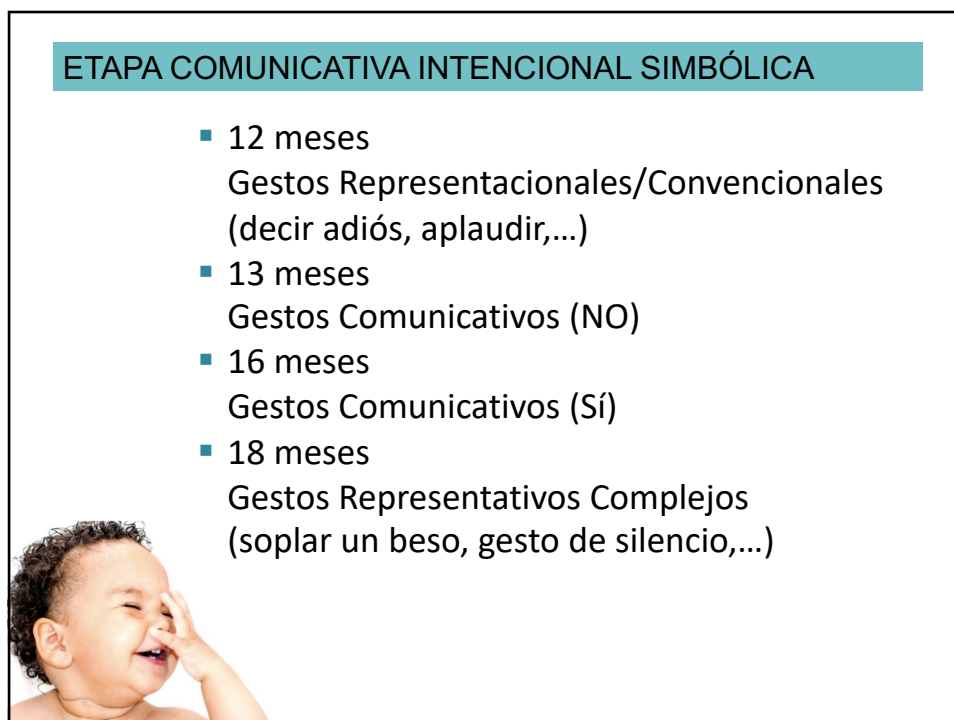 ETAPA COMUNICATIVA INTENCIONAL SIMBÓLICA
▪ 12 meses
Gestos Representacionales/Convencionales
(decir adiós, aplaudir,…)
▪ 13 meses
Gestos Comunicativos (NO)
▪ 16 meses
Gestos Comunicativos (Sí)
▪ 18 meses
Gestos Representativos Complejos
(soplar un beso, gesto de silencio,…)